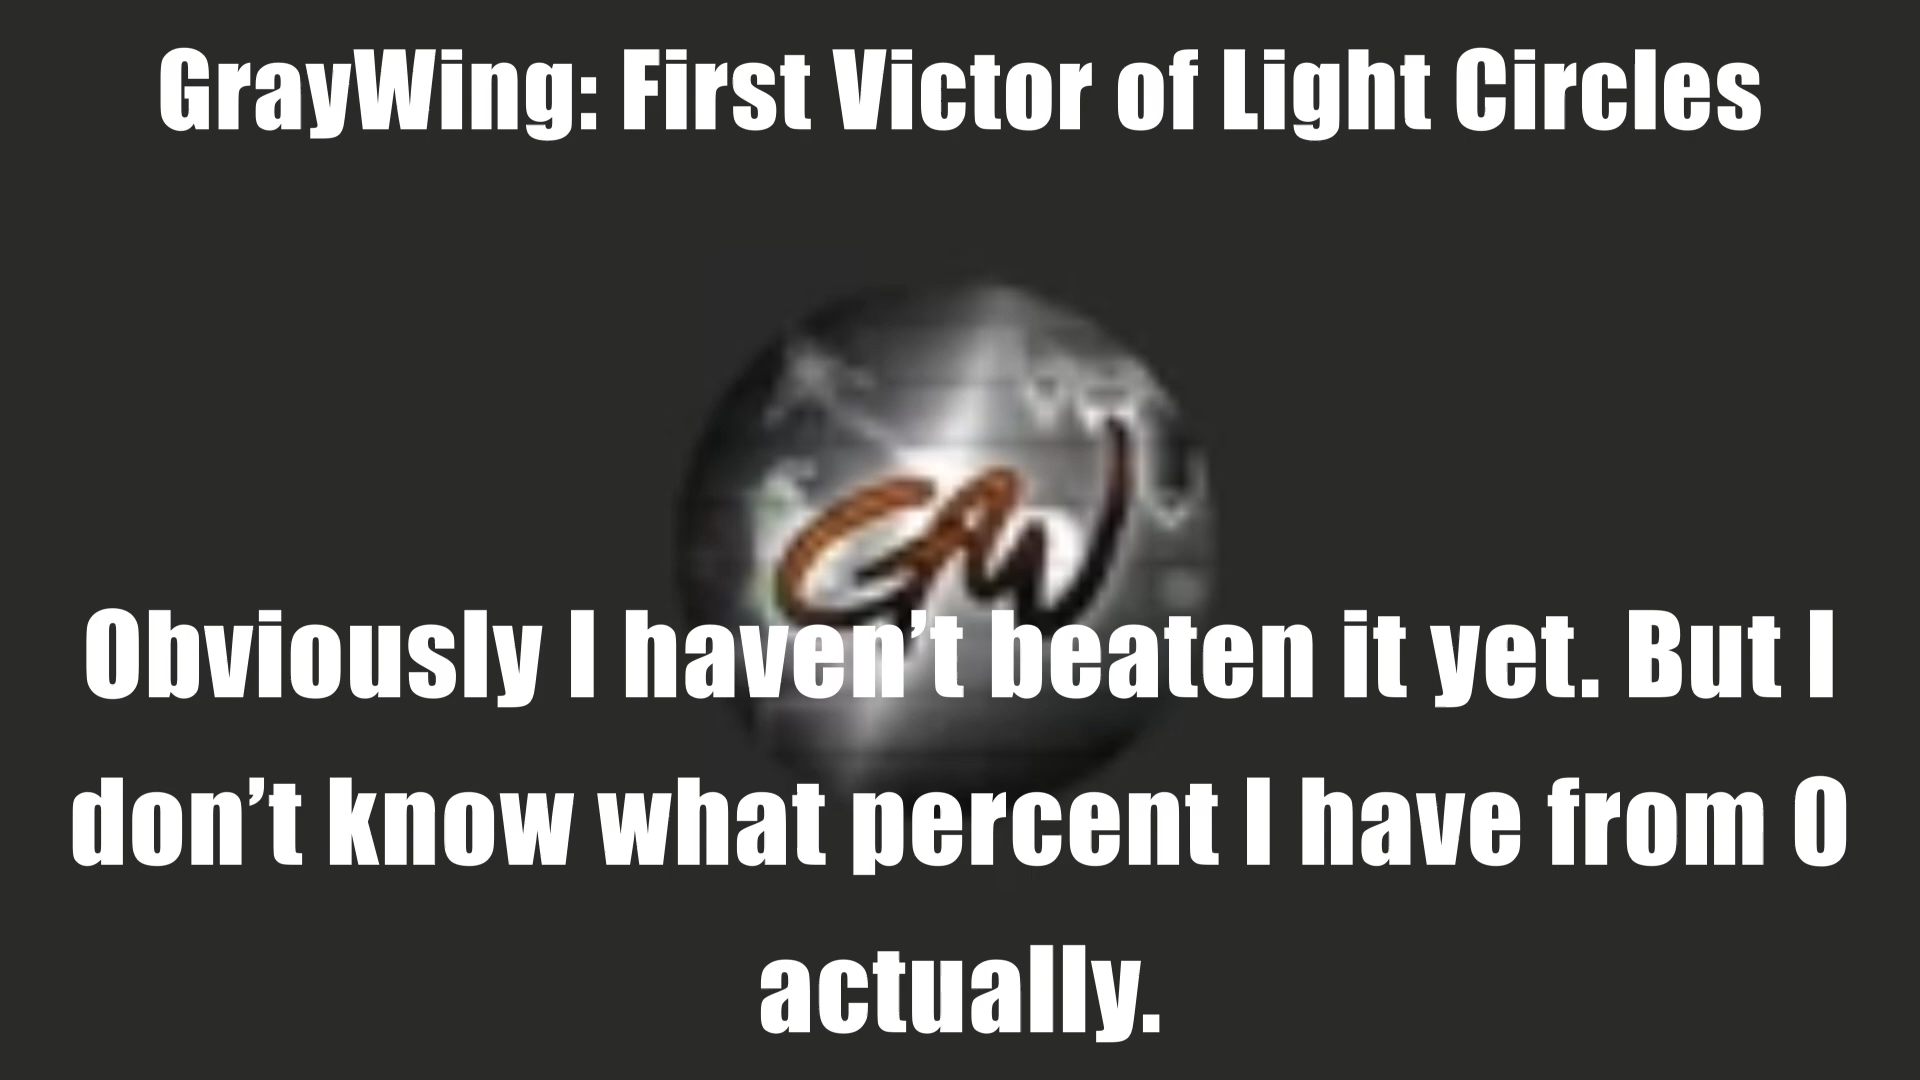 GrayWing: First Victor of Light Circles
GW
Obviously I haven't beaten it yet. But I
don't know what percent I have from 0
actually.